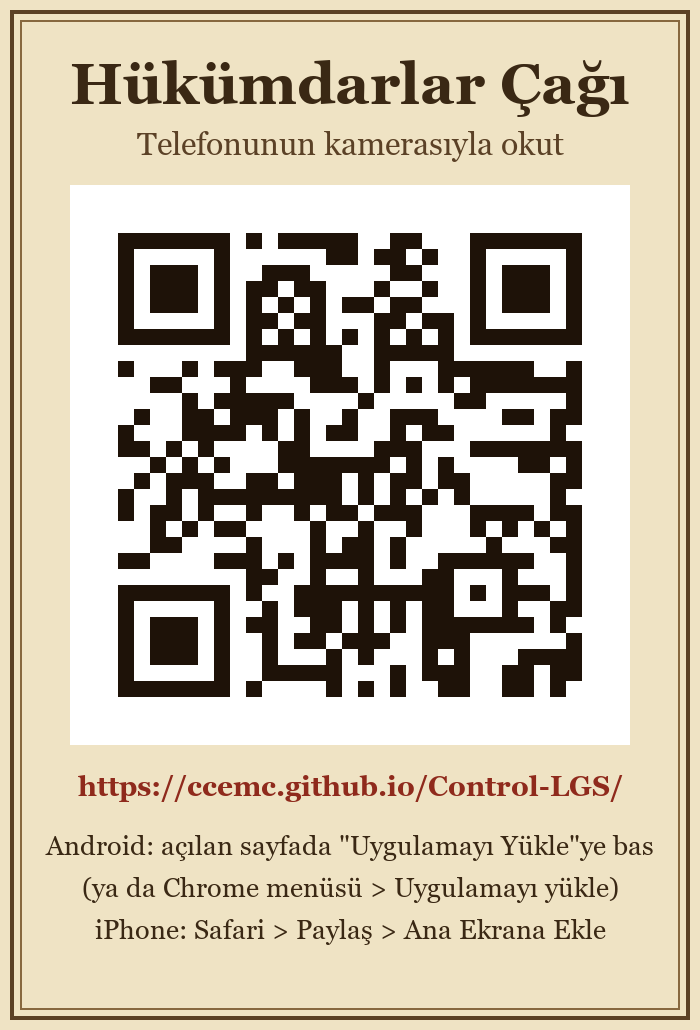 Hükümdarlar Çağı
Telefonunun kamerasıyla okut
https://ccemc.github.io/Control-LGS/
Android: açılan sayfada "Uygulamayı Yükle"ye bas
(ya da Chrome menüsü > Uygulamayı yükle)
iPhone: Safari > Paylaş > Ana Ekrana Ekle